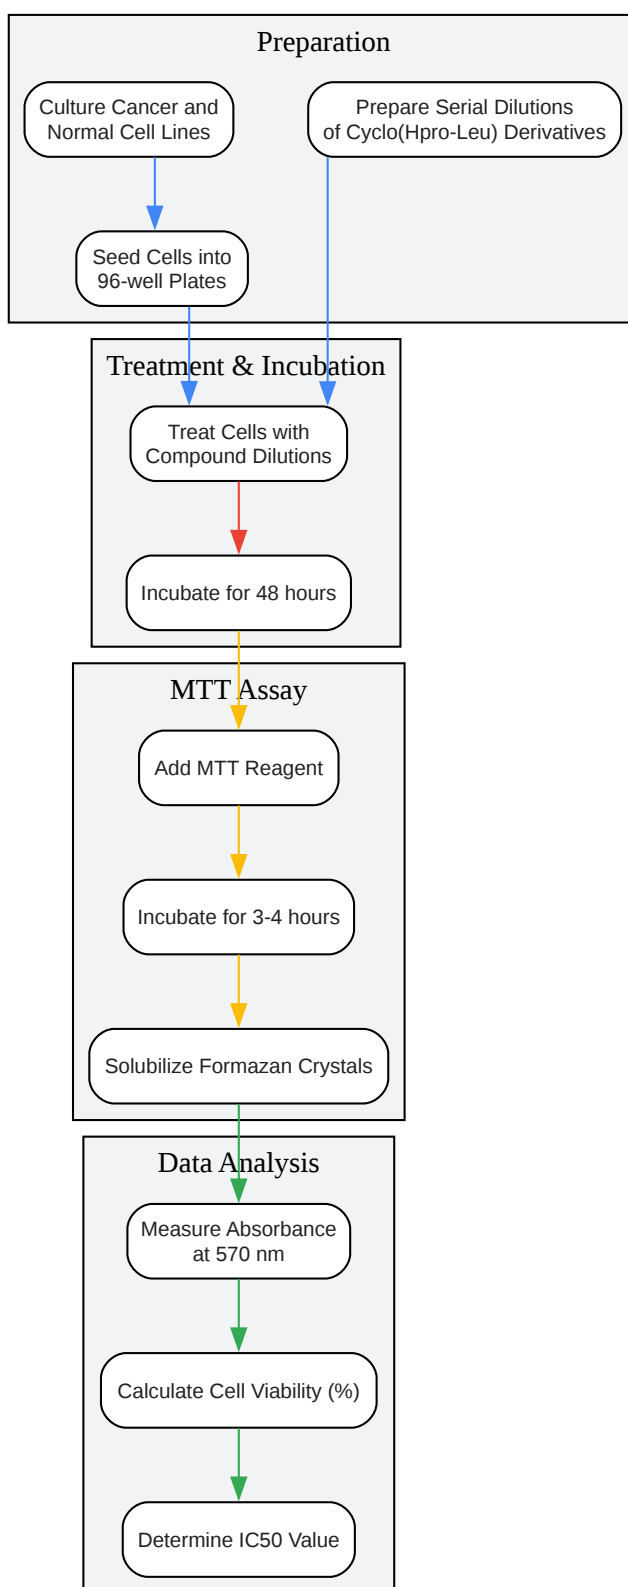 Preparation
Culture Cancer and
Normal Cell Lines
Prepare Serial Dilutions
of Cyclo(Hpro-Leu) Derivatives
Seed Cells into
96-well Plates
Treatment & Incubation
Treat Cells with
Compound Dilutions
Incubate for 48 hours
MTT Assay
Add MTT Reagent
Incubate for 3-4 hours
Solubilize Formazan Crystals
Data Analysis
Measure Absorbance
at 570 nm
Calculate Cell Viability (%)
Determine IC50 Value